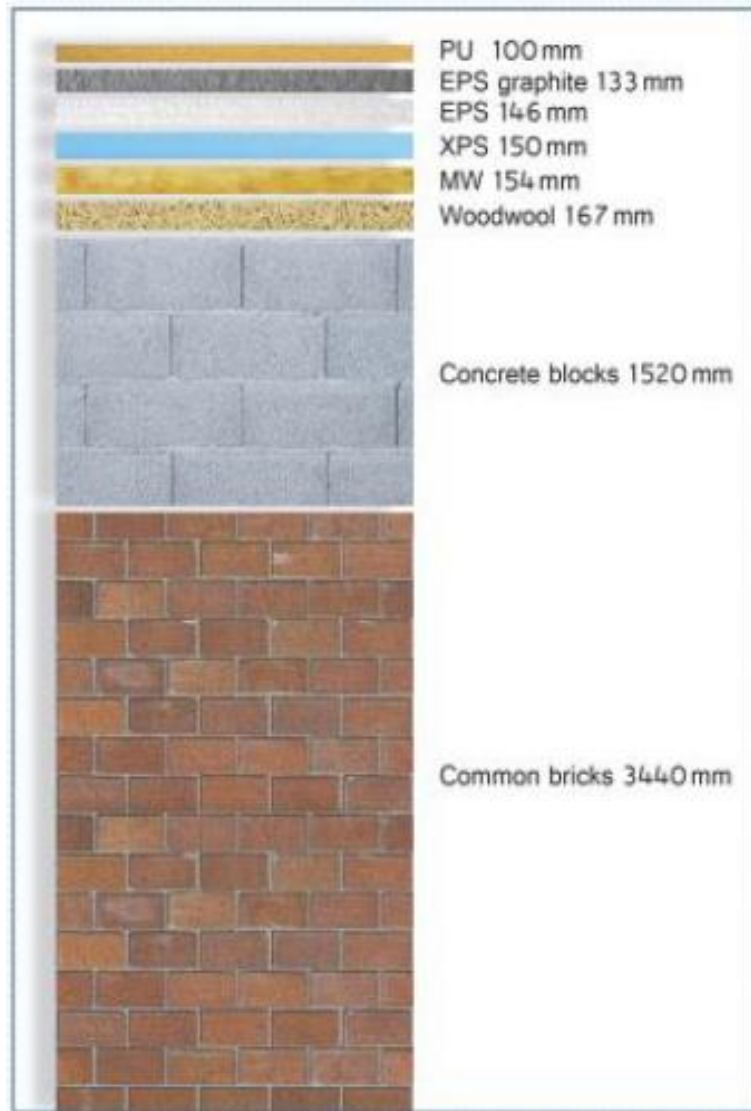 PU 100 mm
EPS graphite 133 mm
EPS 146 mm
XPS 150 mm
MW 154 mm
Woodwool 167 mm
Concrete blocks 1520 mm
Common bricks 3440 mm